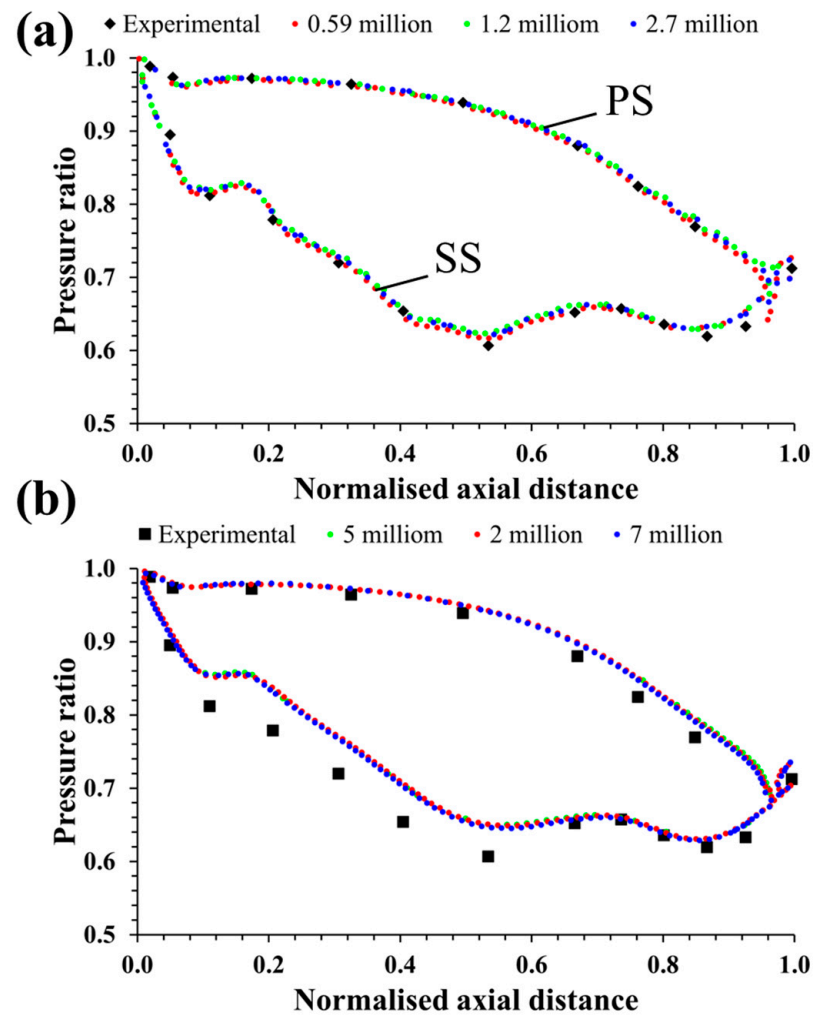 (a)
Experimental 0.59 million 1.2 milliom 2.7 million
1.0
0.9
0.8
0.7
0.6
0.5
Pressure ratio
PS
SS
0.0 0.2 0.4 0.6 0.8 1.0
Normalised axial distance
(b)
Experimental 5 milliom 2 million 7 million
1.0
0.9
0.8
0.7
0.6
0.5
Pressure ratio
0.0 0.2 0.4 0.6 0.8 1.0
Normalised axial distance